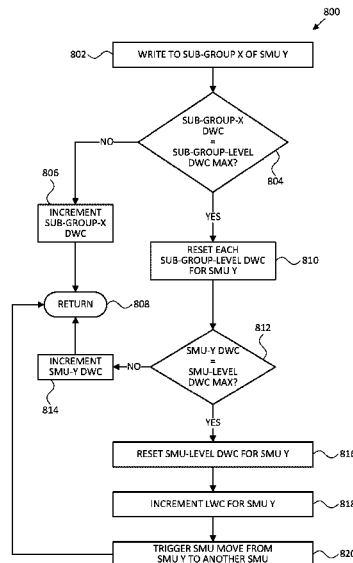 800
802
WRITE TO SUB-GROUP X OF SMU Y
SUB-GROUP-X
DWC
=
SUB-GROUP-LEVEL
DWC MAX?
804
NO
YES
806
INCREMENT
SUB-GROUP-X
DWC
RESET EACH
SUB-GROUP-LEVEL DWC
FOR SMU Y
810
RETURN
808
SMU-Y DWC
=
SMU-LEVEL
DWC MAX?
812
NO
INCREMENT
SMU-Y DWC
814
YES
RESET SMU-LEVEL DWC FOR SMU Y
816
INCREMENT LWC FOR SMU Y
818
TRIGGER SMU MOVE FROM
SMU Y TO ANOTHER SMU
820